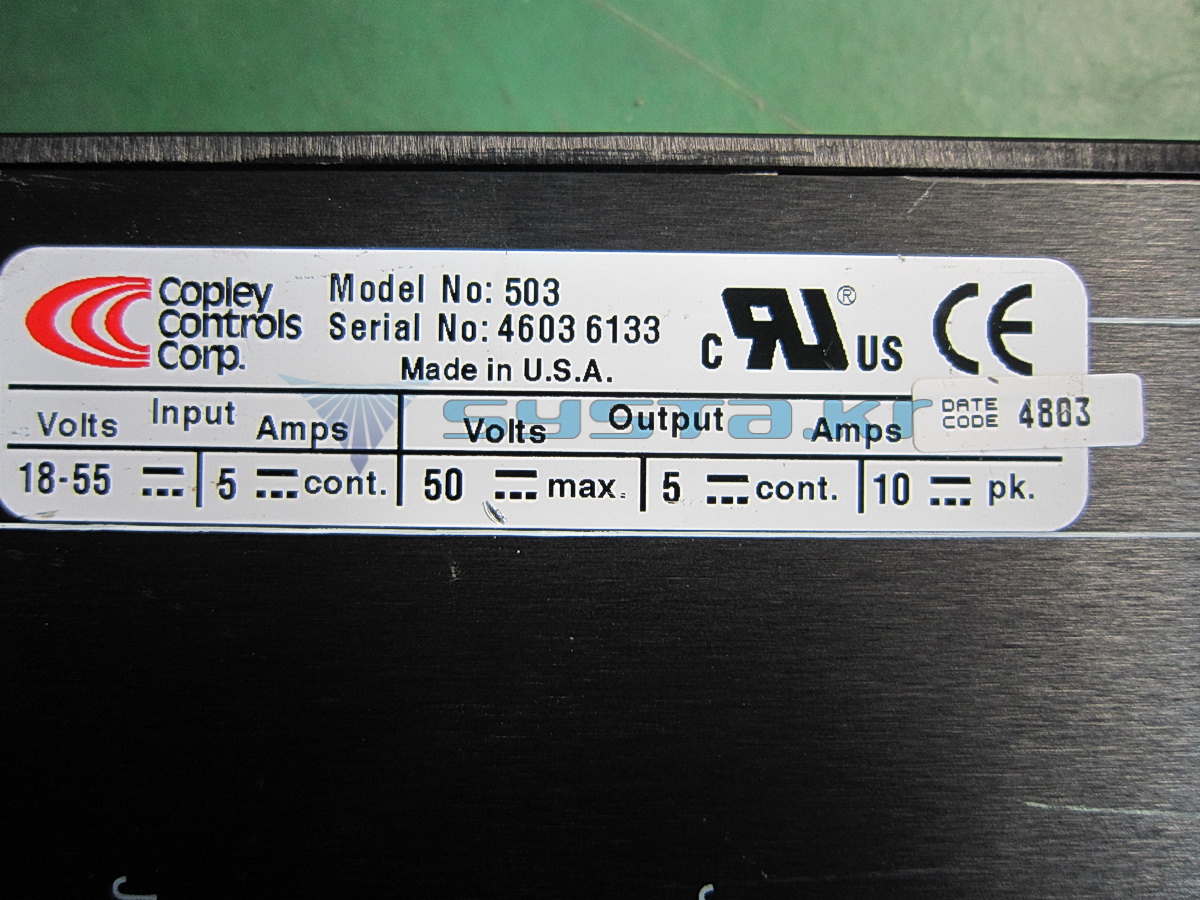 Copley
Controls
Corp.
Model No: 503
Serial No: 4603 6133
Made in U.S.A.
C RU ® US CE
DATE
CODE 4803
Input
Volts Amps
Output
Volts Amps
18-55 5 cont. 50 max. 5 cont. 10 pk.
systa.kr